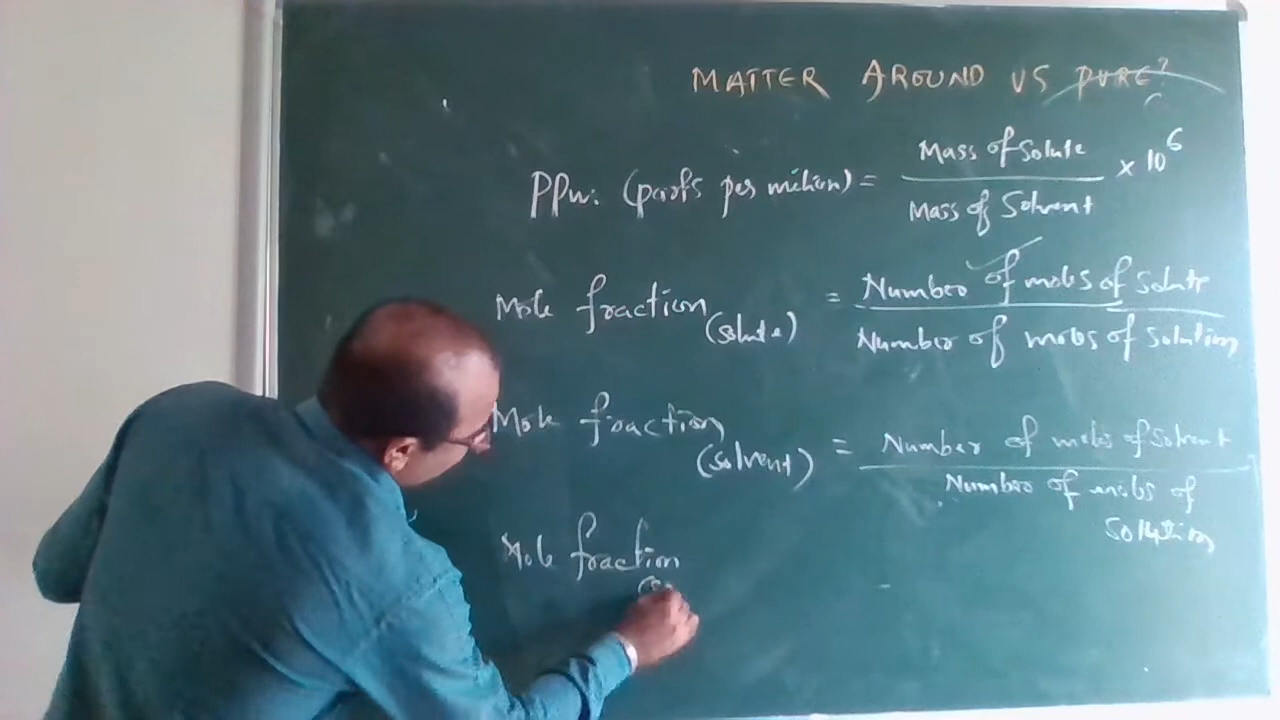 MATTER AROUND US PURE?
PPm: (parts per million) = Mass of Solute / Mass of Solvent × 10⁶
Mole fraction (solute) = Number of moles of solute / Number of moles of solution
Mole fraction (solvent) = Number of moles of solvent / Number of moles of solution
Mole fraction (s